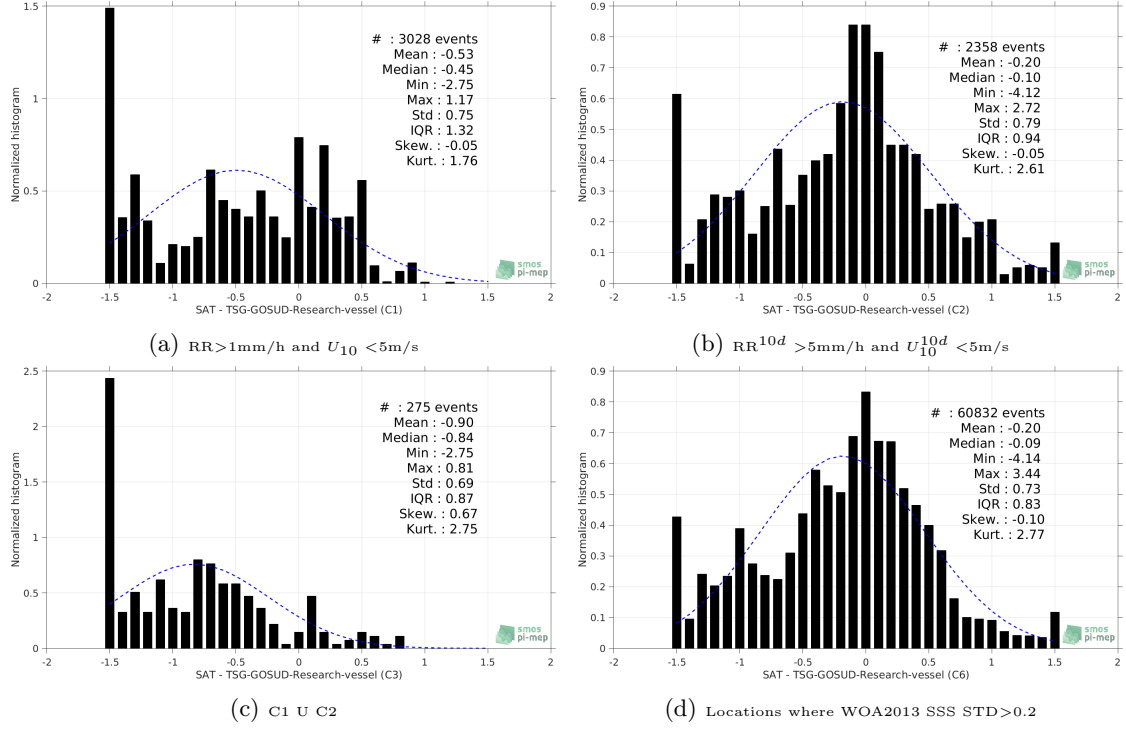 1.5
1
0.5
0
Normalized histogram
# : 3028 events
Mean : -0.53
Median : -0.45
Min : -2.75
Max : 1.17
Std : 0.75
IQR : 1.32
Skew. : -0.05
Kurt. : 1.76
smos
pi-mep
-2 -1.5 -1 -0.5 0 0.5 1 1.5 2
SAT - TSG-GOSUD-Research-vessel (C1)
(a) RR>1mm/h and U10 <5m/s
0.9
0.8
0.7
0.6
0.5
0.4
0.3
0.2
0.1
0
Normalized histogram
# : 2358 events
Mean : -0.20
Median : -0.10
Min : -4.12
Max : 2.72
Std : 0.79
IQR : 0.94
Skew. : -0.05
Kurt. : 2.61
smos
pi-mep
-2 -1.5 -1 -0.5 0 0.5 1 1.5 2
SAT - TSG-GOSUD-Research-vessel (C2)
(b) RR10d >5mm/h and U10d10 <5m/s
2.5
2
1.5
1
0.5
0
Normalized histogram
# : 275 events
Mean : -0.90
Median : -0.84
Min : -2.75
Max : 0.81
Std : 0.69
IQR : 0.87
Skew. : 0.67
Kurt. : 2.75
smos
pi-mep
-2 -1.5 -1 -0.5 0 0.5 1 1.5 2
SAT - TSG-GOSUD-Research-vessel (C3)
(c) C1 U C2
0.9
0.8
0.7
0.6
0.5
0.4
0.3
0.2
0.1
0
Normalized histogram
# : 60832 events
Mean : -0.20
Median : -0.09
Min : -4.14
Max : 3.44
Std : 0.73
IQR : 0.83
Skew. : -0.10
Kurt. : 2.77
smos
pi-mep
-2 -1.5 -1 -0.5 0 0.5 1 1.5 2
SAT - TSG-GOSUD-Research-vessel (C6)
(d) Locations where WOA2013 SSS STD>0.2